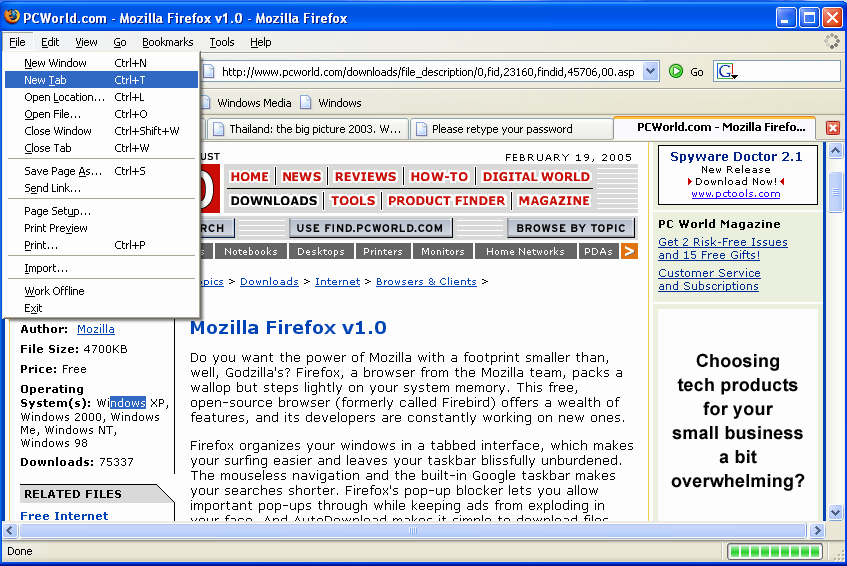 PCWorld.com - Mozilla Firefox v1.0 - Mozilla Firefox
File Edit View Go Bookmarks Tools Help
New Window Ctrl+N
New Tab Ctrl+T
Open Location... Ctrl+L
Open File... Ctrl+O
Close Window Ctrl+Shift+W
Close Tab Ctrl+W
Save Page As... Ctrl+S
Send Link...
Page Setup...
Print Preview
Print... Ctrl+P
Import...
Work Offline
Exit
http://www.pcworld.com/downloads/file_description/0,fid,23160,findid,45706,00.asp Go G
Windows Media Windows
Thailand: the big picture 2003. W... Please retype your password PCWorld.com - Mozilla Firefo...
UST FEBRUARY 19, 2005
HOME NEWS REVIEWS HOW-TO DIGITAL WORLD
DOWNLOADS TOOLS PRODUCT FINDER MAGAZINE
RCH USE FIND.PCWORLD.COM BROWSE BY TOPIC
s Notebooks Desktops Printers Monitors Home Networks PDAs >
opics > Downloads > Internet > Browsers & Clients >
Author: Mozilla
File Size: 4700KB
Price: Free
Operating
System(s): Windows XP,
Windows 2000, Windows
Me, Windows NT,
Windows 98
Downloads: 75337
RELATED FILES
Free Internet
Mozilla Firefox v1.0
Do you want the power of Mozilla with a footprint smaller than,
well, Godzilla's? Firefox, a browser from the Mozilla team, packs a
wallop but steps lightly on your system memory. This free,
open-source browser (formerly called Firebird) offers a wealth of
features, and its developers are constantly working on new ones.
Firefox organizes your windows in a tabbed interface, which makes
your surfing easier and leaves your taskbar blissfully unburdened.
The mouseless navigation and the built-in Google taskbar makes
your searches shorter. Firefox's pop-up blocker lets you allow
important pop-ups through while keeping ads from exploding in
your face. And AutoDownload makes it simple to download files
Spyware Doctor 2.1
New Release
Download Now!
www.pctools.com
PC World Magazine
Get 2 Risk-Free Issues
and 15 Free Gifts!
Customer Service
and Subscriptions
Choosing
tech products
for your
small business
a bit
overwhelming?
Done